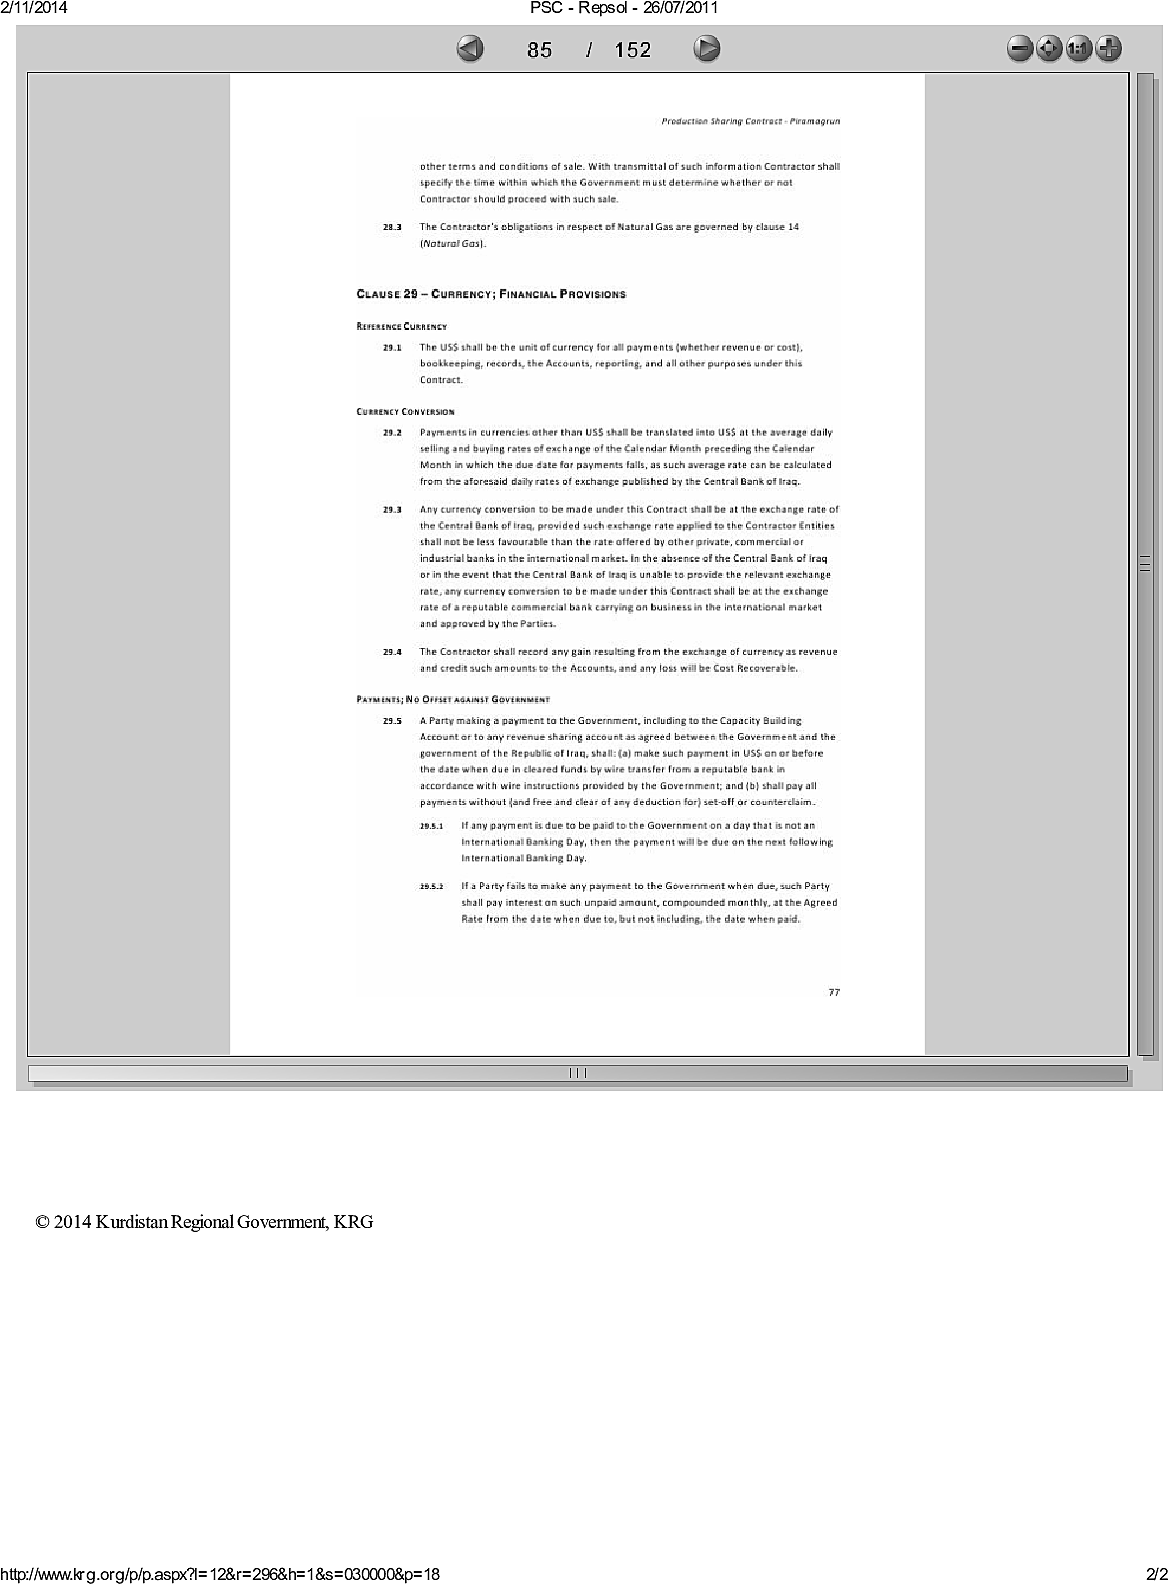 2/11/2014
PSC - Repsol - 26/07/2011
85 / 152
1:1
Production Sharing Contract - Piramagrun
other terms and conditions of sale. With transmittal of such information Contractor shall
specify the time within which the Government must determine whether or not
Contractor should proceed with such sale.
28.3 The Contractor's obligations in respect of Natural Gas are governed by clause 14
(Natural Gas).
CLAUSE 29 – CURRENCY; FINANCIAL PROVISIONS
REFERENCE CURRENCY
29.1 The US$ shall be the unit of currency for all payments (whether revenue or cost),
bookkeeping, records, the Accounts, reporting, and all other purposes under this
Contract.
CURRENCY CONVERSION
29.2 Payments in currencies other than US$ shall be translated into US$ at the average daily
selling and buying rates of exchange of the Calendar Month preceding the Calendar
Month in which the due date for payments falls, as such average rate can be calculated
from the aforesaid daily rates of exchange published by the Central Bank of Iraq.
29.3 Any currency conversion to be made under this Contract shall be at the exchange rate of
the Central Bank of Iraq, provided such exchange rate applied to the Contractor Entities
shall not be less favourable than the rate offered by other private, commercial or
industrial banks in the international market. In the absence of the Central Bank of Iraq
or in the event that the Central Bank of Iraq is unable to provide the relevant exchange
rate, any currency conversion to be made under this Contract shall be at the exchange
rate of a reputable commercial bank carrying on business in the international market
and approved by the Parties.
29.4 The Contractor shall record any gain resulting from the exchange of currency as revenue
and credit such amounts to the Accounts, and any loss will be Cost Recoverable.
PAYMENTS; NO OFFSET AGAINST GOVERNMENT
29.5 A Party making a payment to the Government, including to the Capacity Building
Account or to any revenue sharing account as agreed between the Government and the
government of the Republic of Iraq, shall: (a) make such payment in US$ on or before
the date when due in cleared funds by wire transfer from a reputable bank in
accordance with wire instructions provided by the Government; and (b) shall pay all
payments without (and free and clear of any deduction for) set-off or counterclaim.
29.5.1 If any payment is due to be paid to the Government on a day that is not an
International Banking Day, then the payment will be due on the next following
International Banking Day.
29.5.2 If a Party fails to make any payment to the Government when due, such Party
shall pay interest on such unpaid amount, compounded monthly, at the Agreed
Rate from the date when due to, but not including, the date when paid.
77
© 2014 Kurdistan Regional Government, KRG
http://www.krg.org/p/p.aspx?l=12&r=296&h=1&s=030000&p=18
2/2